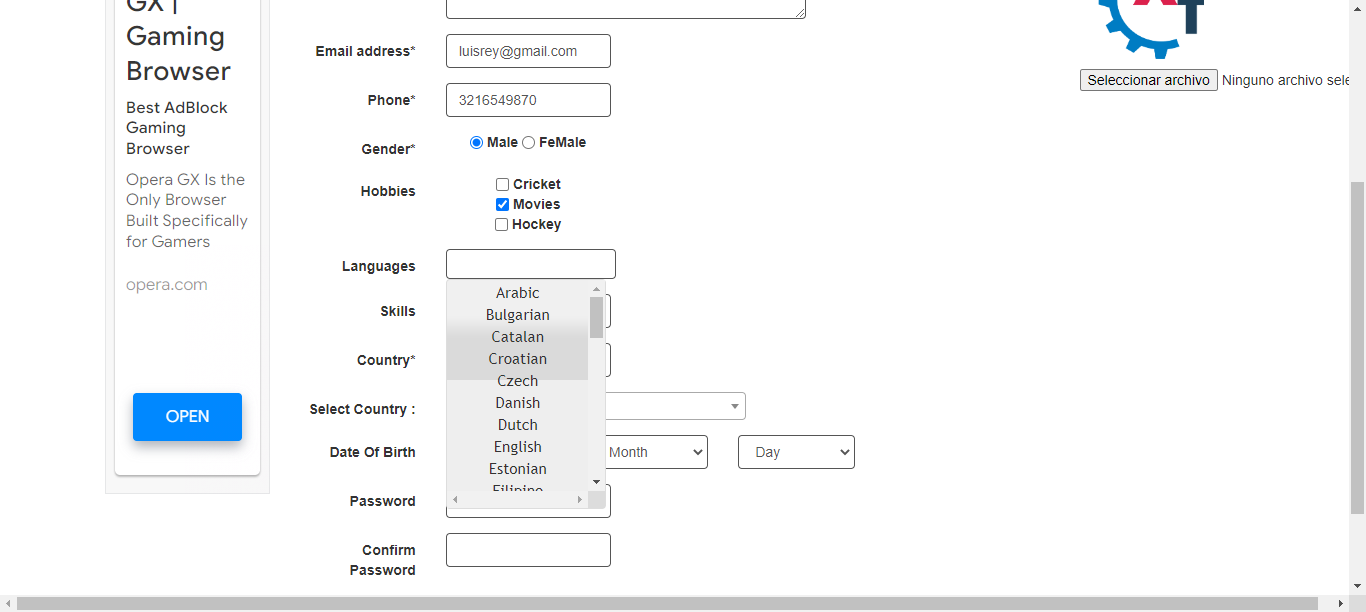 GX |
Gaming
Browser
Best AdBlock
Gaming
Browser
Opera GX Is the
Only Browser
Built Specifically
for Gamers
opera.com
OPEN
Email address*
luisrey@gmail.com
Phone*
3216549870
Gender*
Male FeMale
Hobbies
Cricket
Movies
Hockey
Languages
Arabic
Bulgarian
Catalan
Croatian
Czech
Danish
Dutch
English
Estonian
Filipino
Skills
Country*
Select Country :
Date Of Birth
Month
Day
Password
Confirm
Password
Seleccionar archivo Ninguno archivo sele